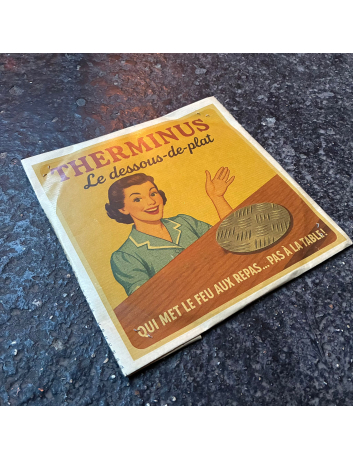 THERMINUS
Le dessous-de-plat
QUI MET LE FEU AUX REPAS... PAS À LA TABLE!